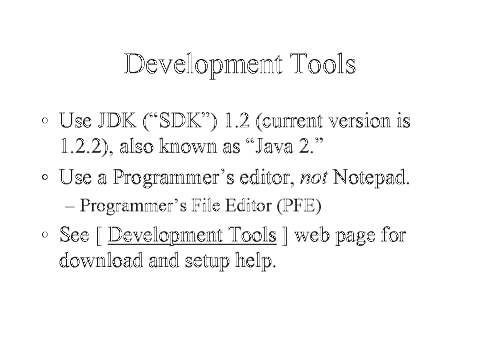 Development Tools
◦ Use JDK (“SDK”) 1.2 (current version is
1.2.2), also known as “Java 2.”
◦ Use a Programmer’s editor, not Notepad.
– Programmer’s File Editor (PFE)
◦ See [ Development Tools ] web page for
download and setup help.